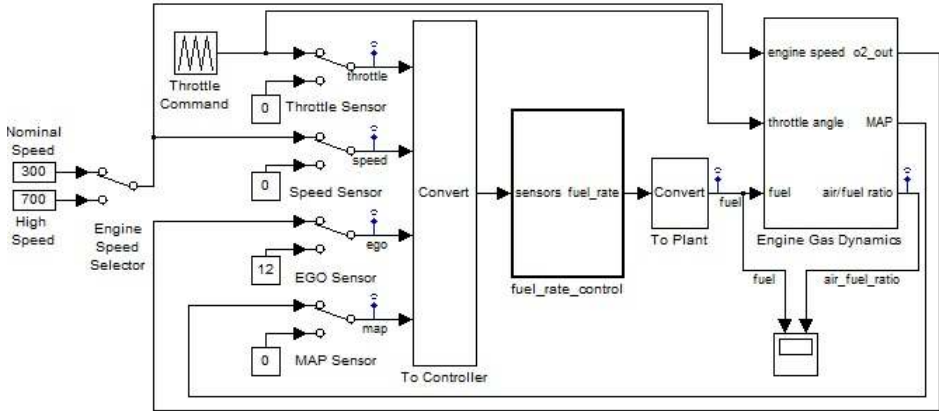 engine speed o2_out
Throttle Command
throttle
0
Throttle Sensor
throttle angle MAP
Nominal Speed
300
speed
0
Speed Sensor
Convert
sensors fuel_rate
Convert
fuel
fuel air/fuel ratio
700
High Speed
Engine Speed Selector
ego
12
EGO Sensor
To Plant
Engine Gas Dynamics
fuel
air_fuel_ratio
fuel_rate_control
map
0
MAP Sensor
To Controller